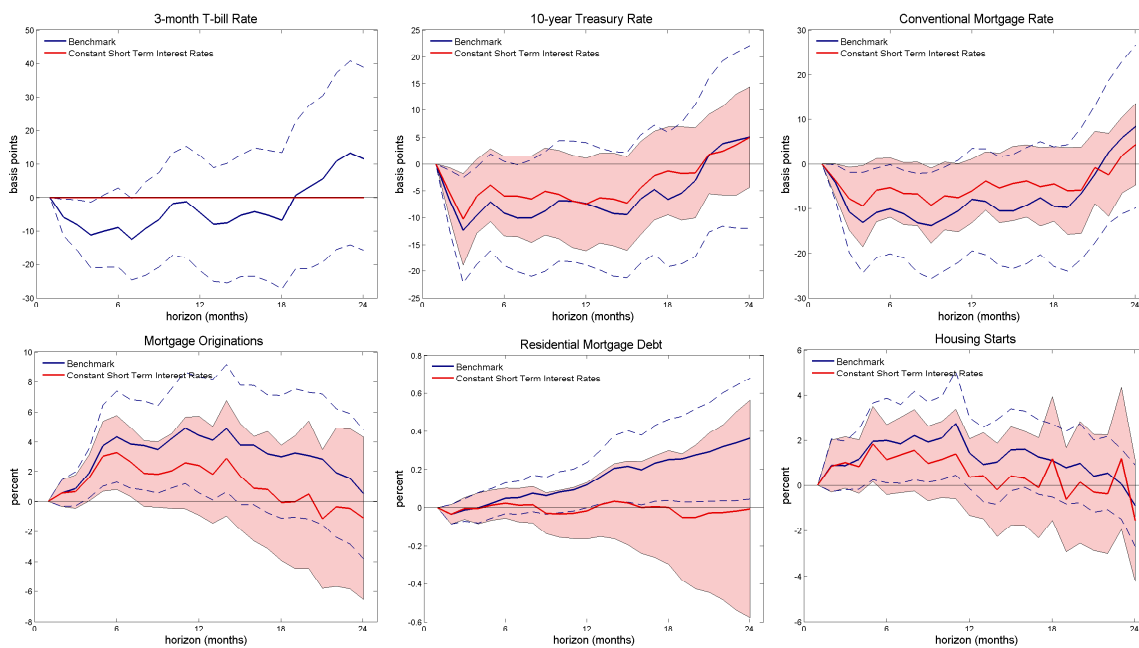 3-month T-bill Rate
50
40
30
20
10
0
-10
-20
-30
basis points
Benchmark
Constant Short Term Interest Rates
0
6
12
18
24
horizon (months)
10-year Treasury Rate
25
20
15
10
5
0
-5
-10
-15
-20
-25
basis points
Benchmark
Constant Short Term Interest Rates
0
6
12
18
24
horizon (months)
Conventional Mortgage Rate
30
20
10
0
-10
-20
-30
basis points
Benchmark
Constant Short Term Interest Rates
0
6
12
18
24
horizon (months)
Mortgage Originations
10
8
6
4
2
0
-2
-4
-6
-8
percent
Benchmark
Constant Short Term Interest Rates
0
6
12
18
24
horizon (months)
Residential Mortgage Debt
0.8
0.6
0.4
0.2
0
-0.2
-0.4
-0.6
percent
Benchmark
Constant Short Term Interest Rates
0
6
12
18
24
horizon (months)
Housing Starts
6
4
2
0
-2
-4
-6
percent
Benchmark
Constant Short Term Interest Rates
0
6
12
18
24
horizon (months)